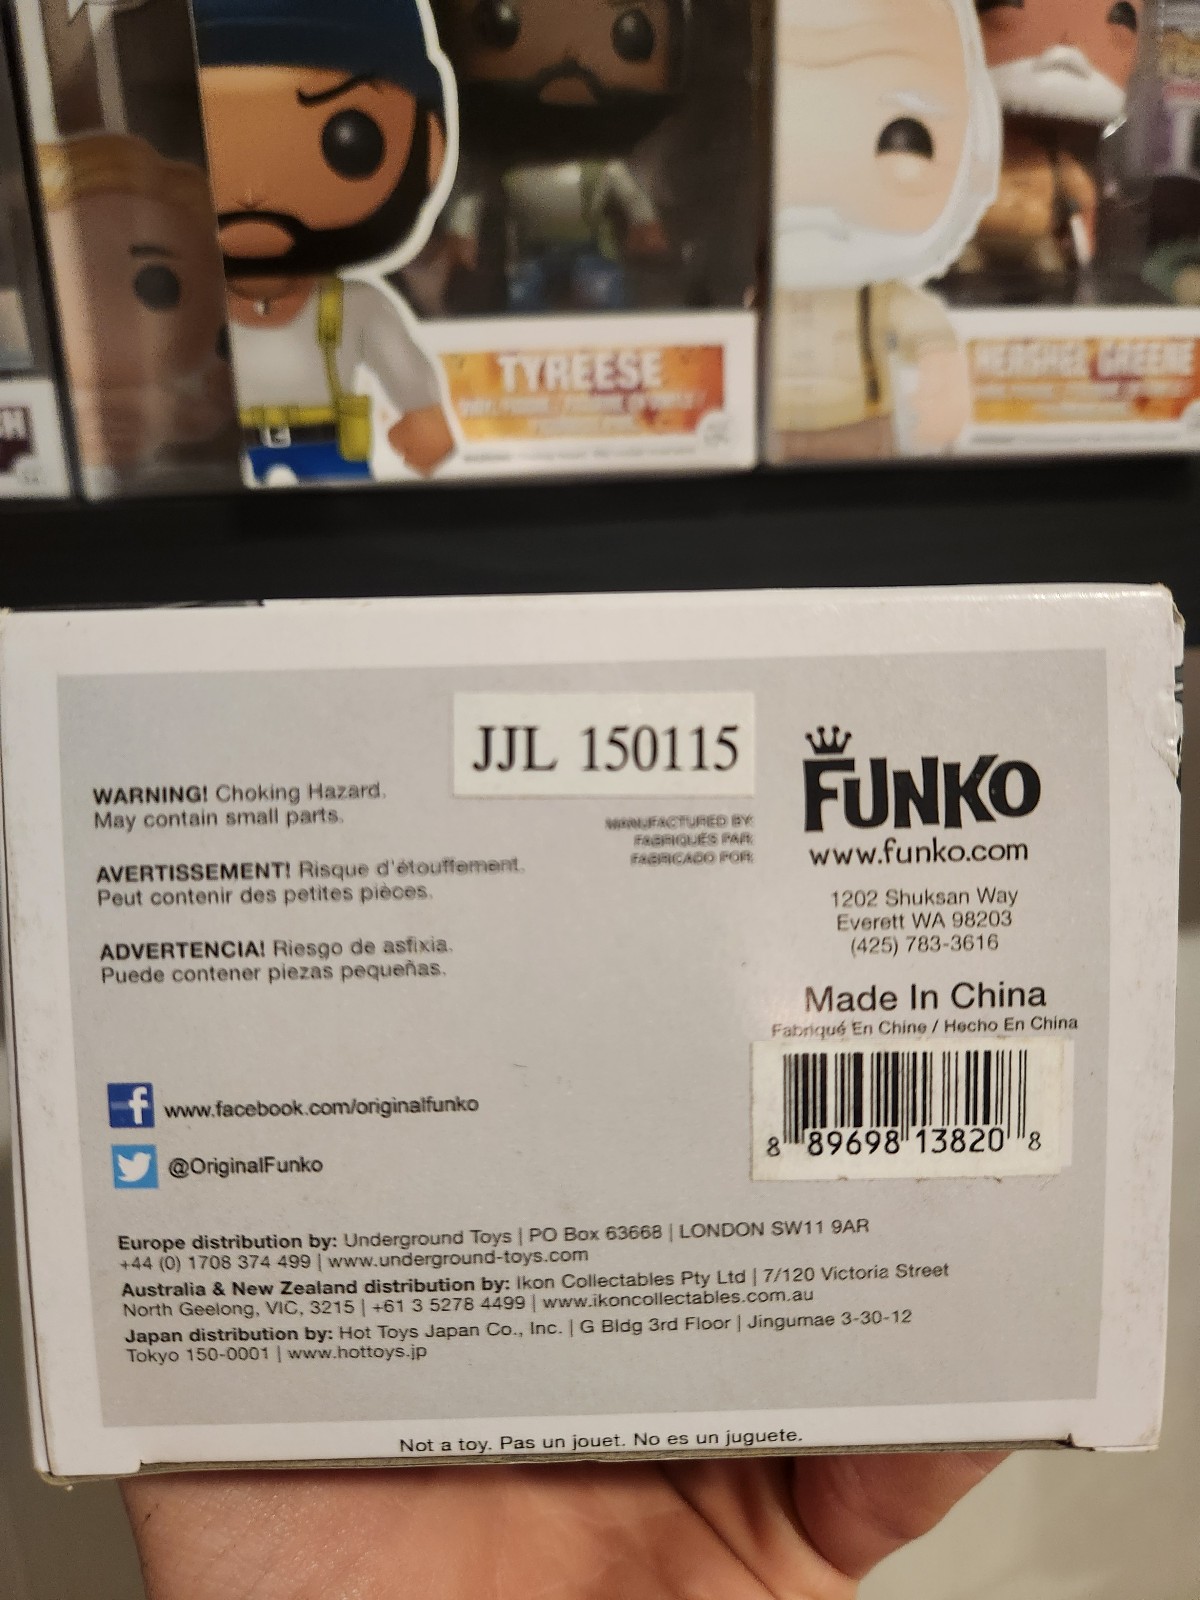 TYREESE
HERSHEL GREENE
JJL 150115
WARNING! Choking Hazard.
May contain small parts.
AVERTISSEMENT! Risque d'étouffement.
Peut contenir des petites pièces.
ADVERTENCIA! Riesgo de asfixia.
Puede contener piezas pequeñas.
MANUFACTURED BY:
FABRIQUÉS PAR:
FABRICADO POR:
FUNKO
www.funko.com
1202 Shuksan Way
Everett WA 98203
(425) 783-3616
Made In China
Fabriqué En Chine / Hecho En China
8 89698 13820 8
f www.facebook.com/originalfunko
@OriginalFunko
Europe distribution by: Underground Toys | PO Box 63668 | LONDON SW11 9AR
+44 (0) 1708 374 499 | www.underground-toys.com
Australia & New Zealand distribution by: Ikon Collectables Pty Ltd | 7/120 Victoria Street
North Geelong, VIC, 3215 | +61 3 5278 4499 | www.ikoncollectables.com.au
Japan distribution by: Hot Toys Japan Co., Inc. | G Bldg 3rd Floor | Jingumae 3-30-12
Tokyo 150-0001 | www.hottoys.jp
Not a toy. Pas un jouet. No es un juguete.